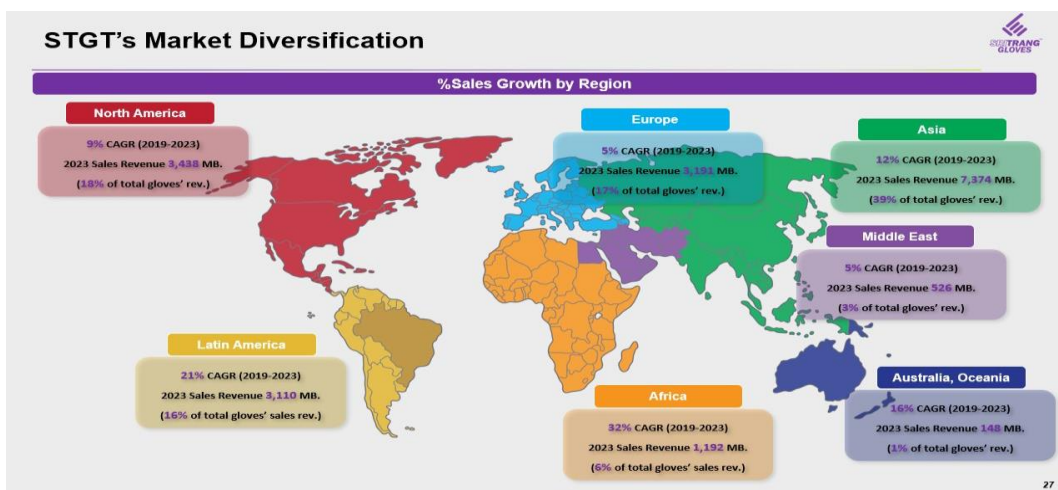 STGT's Market Diversification
SRITRANG
GLOVES
%Sales Growth by Region
North America
9% CAGR (2019-2023)
2023 Sales Revenue 3,438 MB.
(18% of total gloves' rev.)
Europe
5% CAGR (2019-2023)
2023 Sales Revenue 3,191 MB.
(17% of total gloves' rev.)
Asia
12% CAGR (2019-2023)
2023 Sales Revenue 7,374 MB.
(39% of total gloves' rev.)
Middle East
5% CAGR (2019-2023)
2023 Sales Revenue 526 MB.
(3% of total gloves' rev.)
Latin America
21% CAGR (2019-2023)
2023 Sales Revenue 3,110 MB.
(16% of total gloves' sales rev.)
Africa
32% CAGR (2019-2023)
2023 Sales Revenue 1,192 MB.
(6% of total gloves' sales rev.)
Australia, Oceania
16% CAGR (2019-2023)
2023 Sales Revenue 148 MB.
(1% of total gloves' rev.)
27